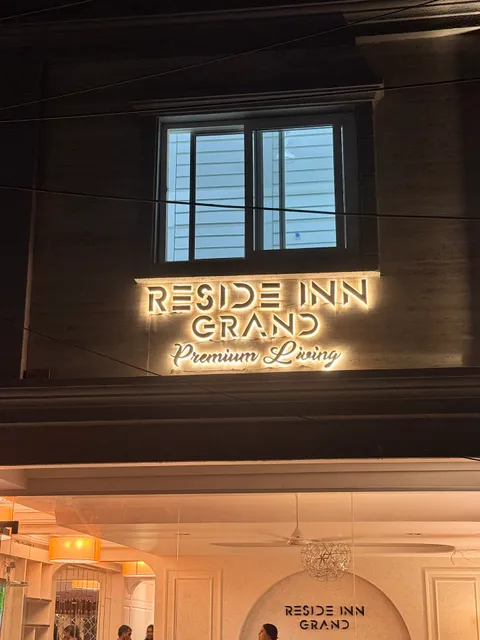 RESIDE INN
GRAND
Premium Living
RESIDE INN
GRAND